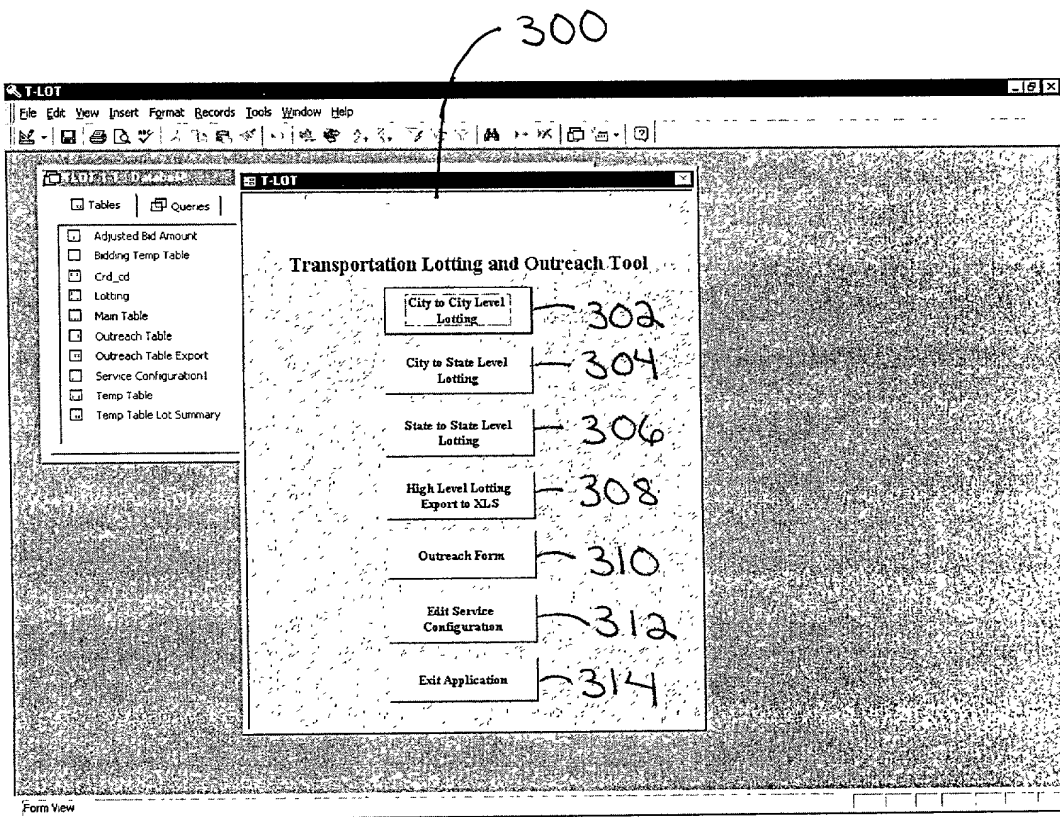 300
T-LOT
File Edit View Insert Format Records Tools Window Help
Tables Queries
Adjusted Bid Amount
Bidding Temp Table
Crd_cd
Lotting
Main Table
Outreach Table
Outreach Table Export
Service Configuration1
Temp Table
Temp Table Lot Summary
T-LOT
Transportation Lotting and Outreach Tool
City to City Level
Lotting
302
City to State Level
Lotting
304
State to State Level
Lotting
306
High Level Lotting
Export to XLS
308
Outreach Form
310
Edit Service
Configuration
312
Exit Application
314
Form View